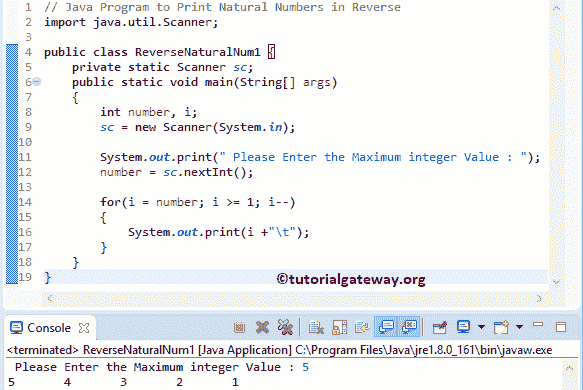 1 // Java Program to Print Natural Numbers in Reverse
2 import java.util.Scanner;
3
4 public class ReverseNaturalNum1 {
5     private static Scanner sc;
6     public static void main(String[] args)
7     {
8         int number, i;
9         sc = new Scanner(System.in);
10
11         System.out.print(" Please Enter the Maximum integer Value : ");
12         number = sc.nextInt();
13
14         for(i = number; i >= 1; i--)
15         {
16             System.out.print(i +"\t");
17         }
18     }
19 }
©tutorialgateway.org
Console
<terminated> ReverseNaturalNum1 [Java Application] C:\Program Files\Java\jre1.8.0_161\bin\javaw.exe
Please Enter the Maximum integer Value : 5
5 4 3 2 1